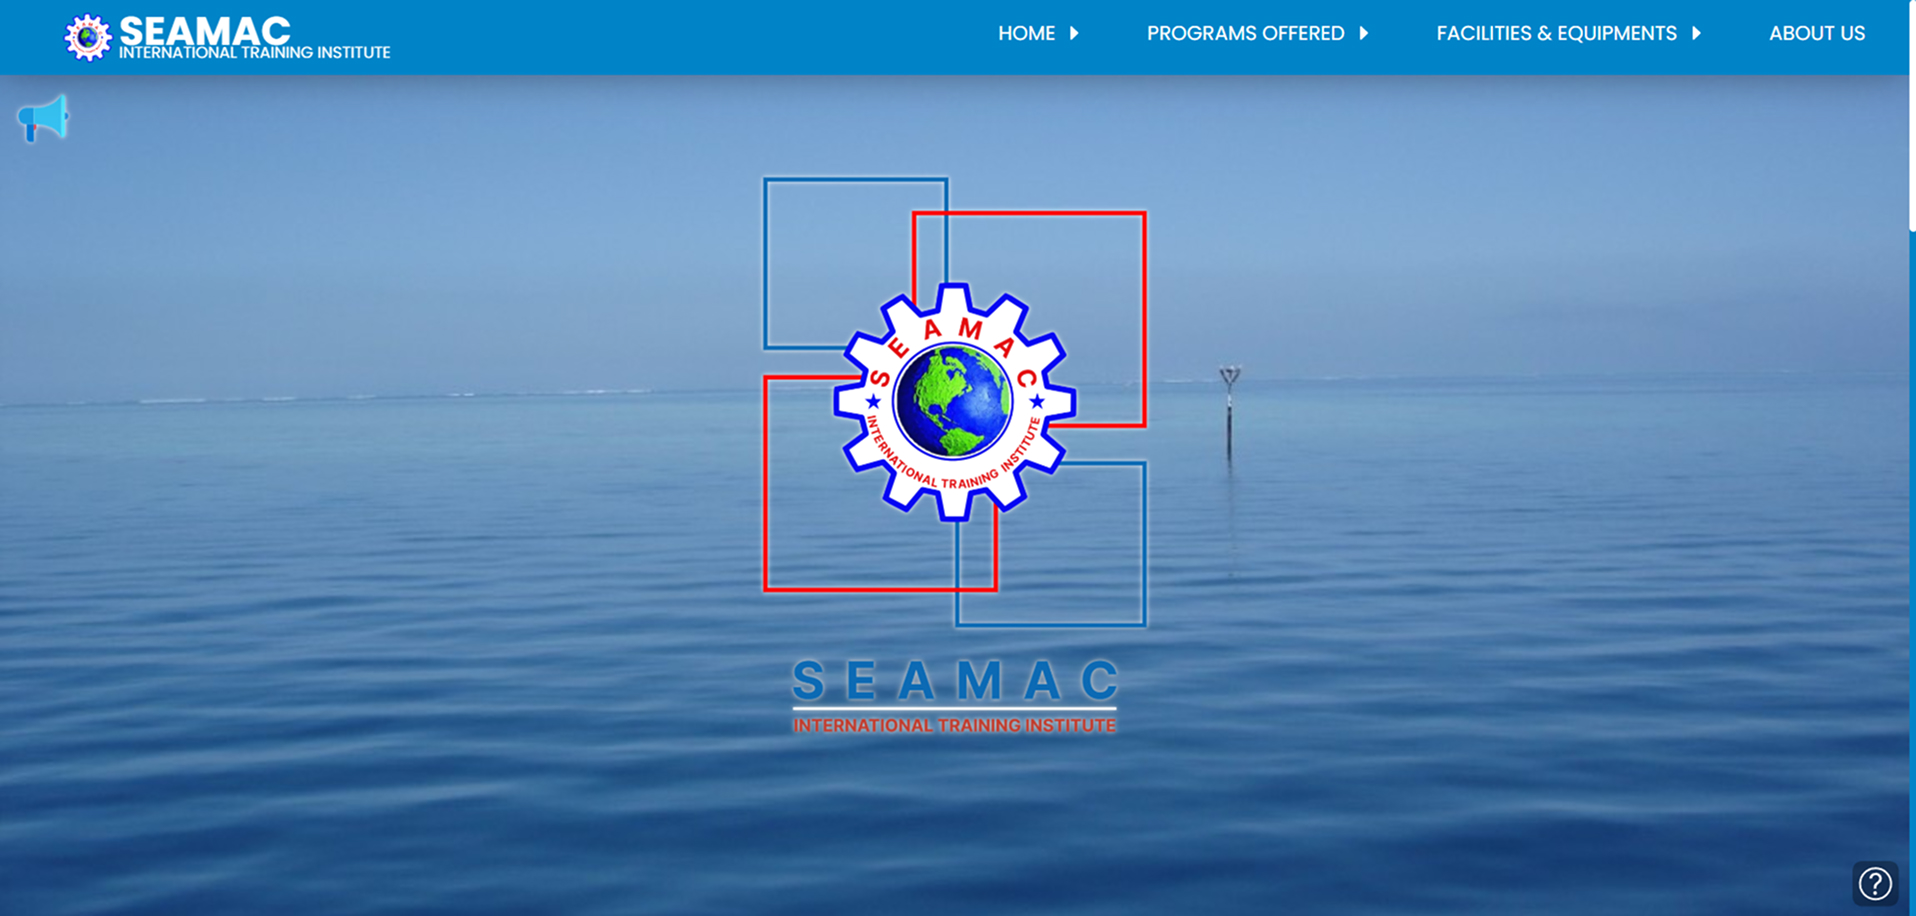 SEAMAC
INTERNATIONAL TRAINING INSTITUTE
HOME
PROGRAMS OFFERED
FACILITIES & EQUIPMENTS
ABOUT US
SEAMAC
INTERNATIONAL TRAINING INSTITUTE
SEAMAC
INTERNATIONAL TRAINING INSTITUTE
?